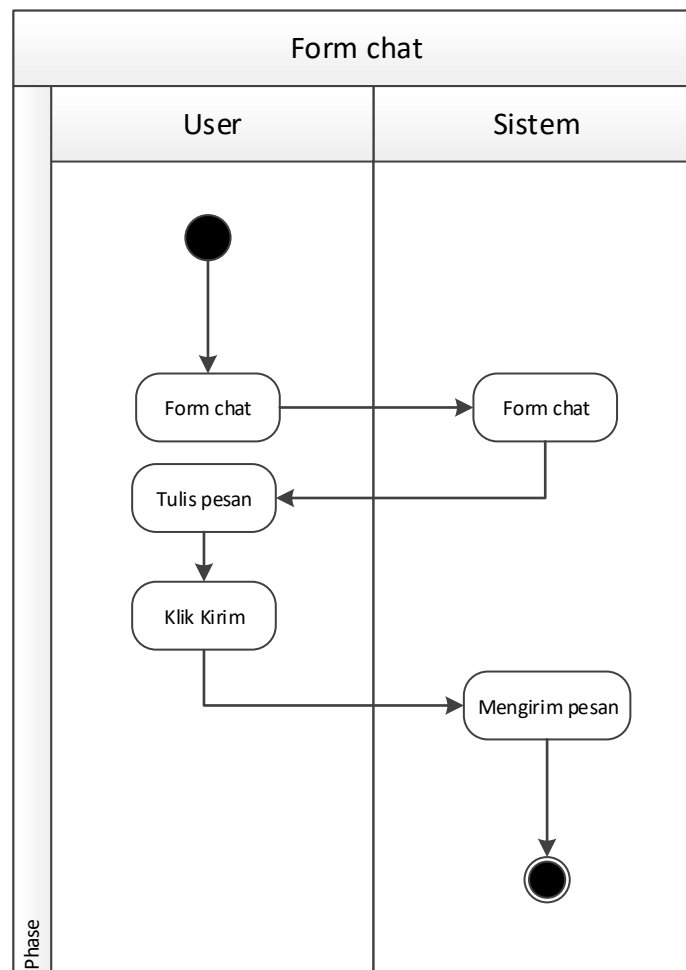 Form chat
User
Sistem
Form chat
Form chat
Tulis pesan
Klik Kirim
Mengirim pesan
Phase